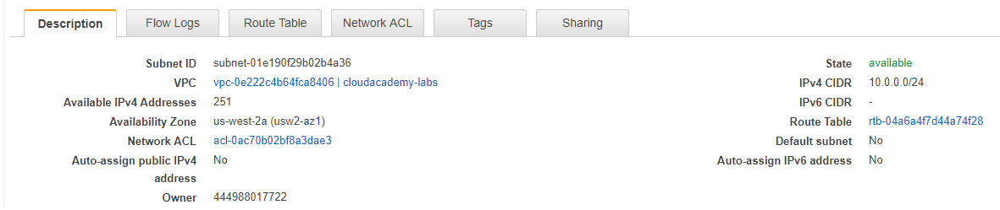 Description Flow Logs Route Table Network ACL Tags Sharing
Subnet ID subnet-01e190f29b02b4a36 State available
VPC vpc-0e222c4b64fca8406 | cloudacademy-labs IPv4 CIDR 10.0.0.0/24
Available IPv4 Addresses 251 IPv6 CIDR -
Availability Zone us-west-2a (usw2-az1) Route Table rtb-04a6a4f7d44a74f28
Network ACL acl-0ac70b02bf8a3dae3 Default subnet No
Auto-assign public IPv4 No Auto-assign IPv6 address No
address
Owner 444988017722